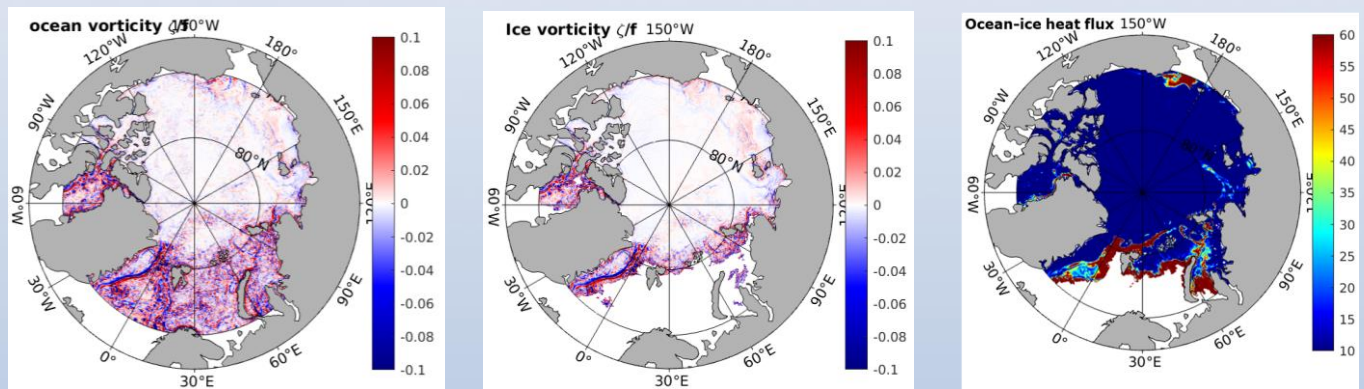 ocean vorticity ζ/f 150°W
180°
150°E
120°E
90°E
60°E
30°E
0°
30°W
60°W
90°W
120°W
80°N
0.1
0.08
0.06
0.04
0.02
0
-0.02
-0.04
-0.06
-0.08
-0.1
Ice vorticity ζ/f 150°W
180°
150°E
120°E
90°E
60°E
30°E
0°
30°W
60°W
90°W
120°W
80°N
0.1
0.08
0.06
0.04
0.02
0
-0.02
-0.04
-0.06
-0.08
-0.1
Ocean-ice heat flux 150°W
180°
150°E
120°E
90°E
60°E
30°E
0°
30°W
60°W
90°W
120°W
80°N
60
55
50
45
40
35
30
25
20
15
10